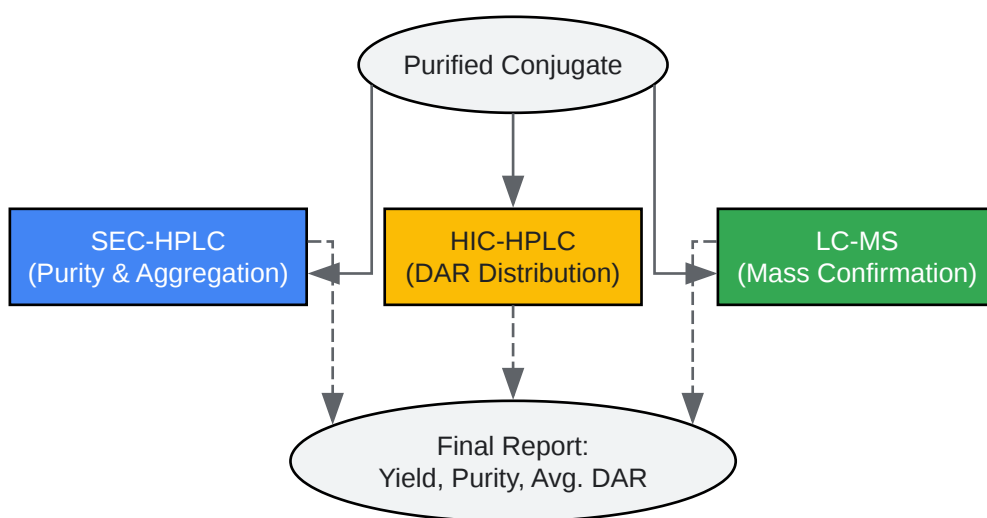 Purified Conjugate
SEC-HPLC
(Purity & Aggregation)
HIC-HPLC
(DAR Distribution)
LC-MS
(Mass Confirmation)
Final Report:
Yield, Purity, Avg. DAR